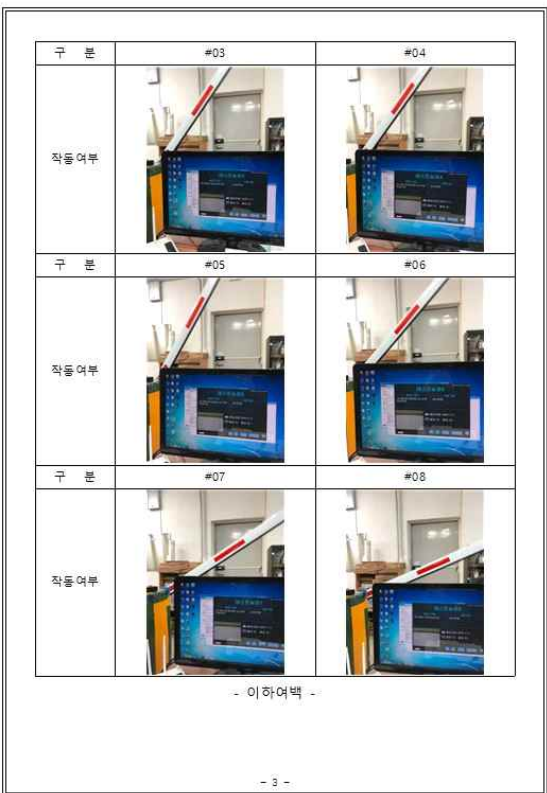 구 분 #03 #04
작동여부
구 분 #05 #06
작동여부
구 분 #07 #08
작동여부
- 이하여백 -
- 3 -